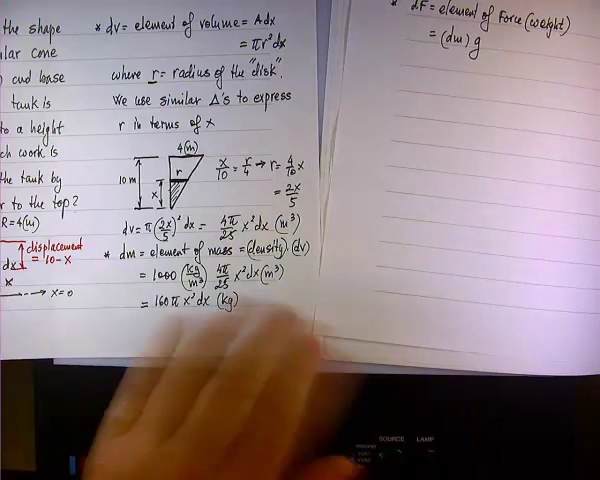 the shape
ilar cone
) and base
tank is
to a height
ch work is
the tank by
r to the top?
R=4(m)
displacement
= 10-x
dx
x
x=0
* dv = element of volume = A dx
= πr²dx
where r = radius of the "disk".
We use similar Δ's to express
r in terms of x
4(m)
r
10 m
x
x/10 = r/4 → r = 4/10 x
= 2x/5
dv = π(2x/5)² dx = 4π/25 x² dx (m³)
* dm = element of mass = (density).(dv)
= 1000 (kg/m³) 4π/25 x² dx (m³)
= 160π x² dx (kg)
* dF = element of Force (weight)
= (dm) g
SOURCE LAMP